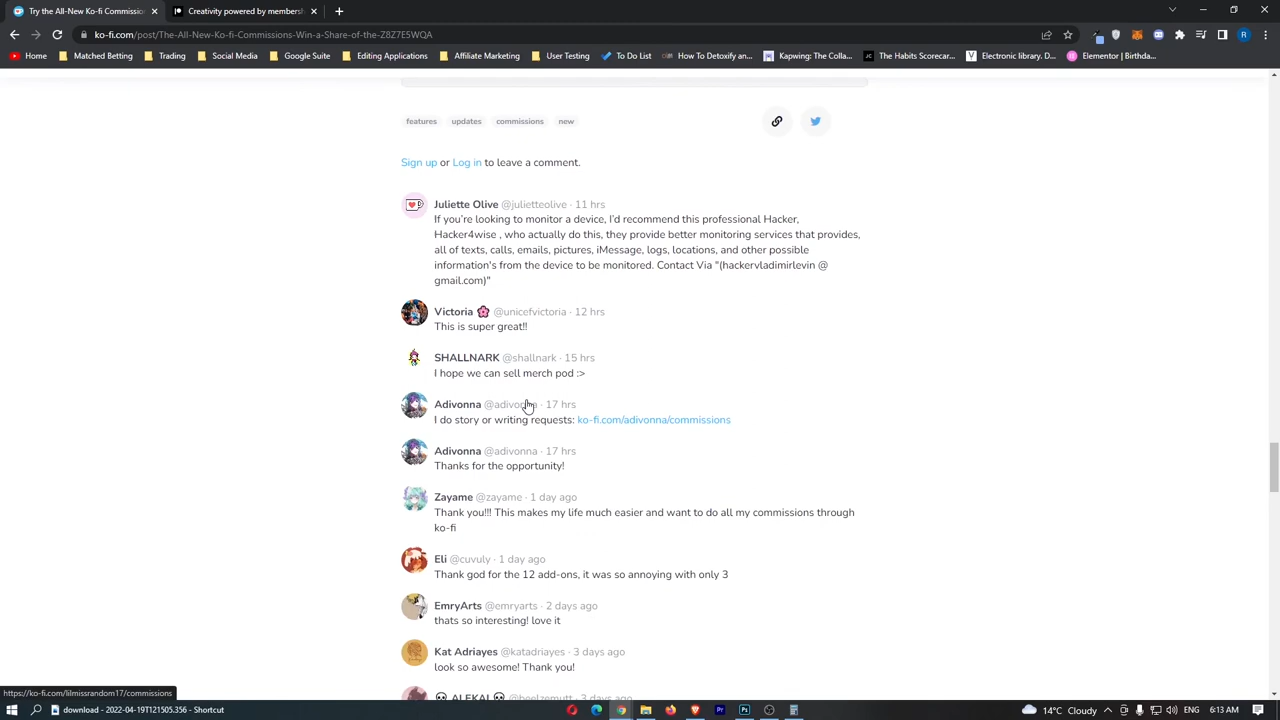 Try the All-New Ko-fi Commission
Creativity powered by membersh
ko-fi.com/post/The-All-New-Ko-fi-Commissions-Win-a-Share-of-the-Z8Z7E5WQA
Home
Matched Betting
Trading
Social Media
Google Suite
Fundraising
Affiliate Marketing
User Testing
To Do List
How To Detoxify an...
Kapwing: The Colla...
The Habits Scorecar...
Electronic library. D...
Elementor | Birthda...
features updates commissions new
Sign up or Log in to leave a comment.
Juliette Olive @julietteolive · 11 hrs
If you're looking to monitor a device, I'd recommend this professional Hacker,
Hacker4wise , who actually do this, they provide better monitoring services that provides,
all of texts, calls, emails, pictures, iMessage, logs, locations, and other possible
information's from the device to be monitored. Contact Via "(hackervladimirlevin @
gmail.com)"
Victoria 🌸 @unicefvictoria · 12 hrs
This is super great!!
SHALLNARK @shallnark · 15 hrs
I hope we can sell merch pod :>
Adivonna @adivonna · 17 hrs
I do story or writing requests: ko-fi.com/adivonna/commissions
Adivonna @adivonna · 17 hrs
Thanks for the opportunity!
Zayame @zayame · 1 day ago
Thank you!!! This makes my life much easier and want to do all my commissions through
ko-fi
Eli @cuvuly · 1 day ago
Thank god for the 12 add-ons, it was so annoying with only 3
EmryArts @emryarts · 2 days ago
thats so interesting! love it
Kat Adriayes @katadriayes · 3 days ago
look so awesome! Thank you!
💀 ALEKAI 💀 @beelzemutt · 3 days ago
https://ko-fi.com/lilmissrandom17/commissions
download - 2022-04-19T121505.356 - Shortcut
14°C Cloudy
6:13 AM